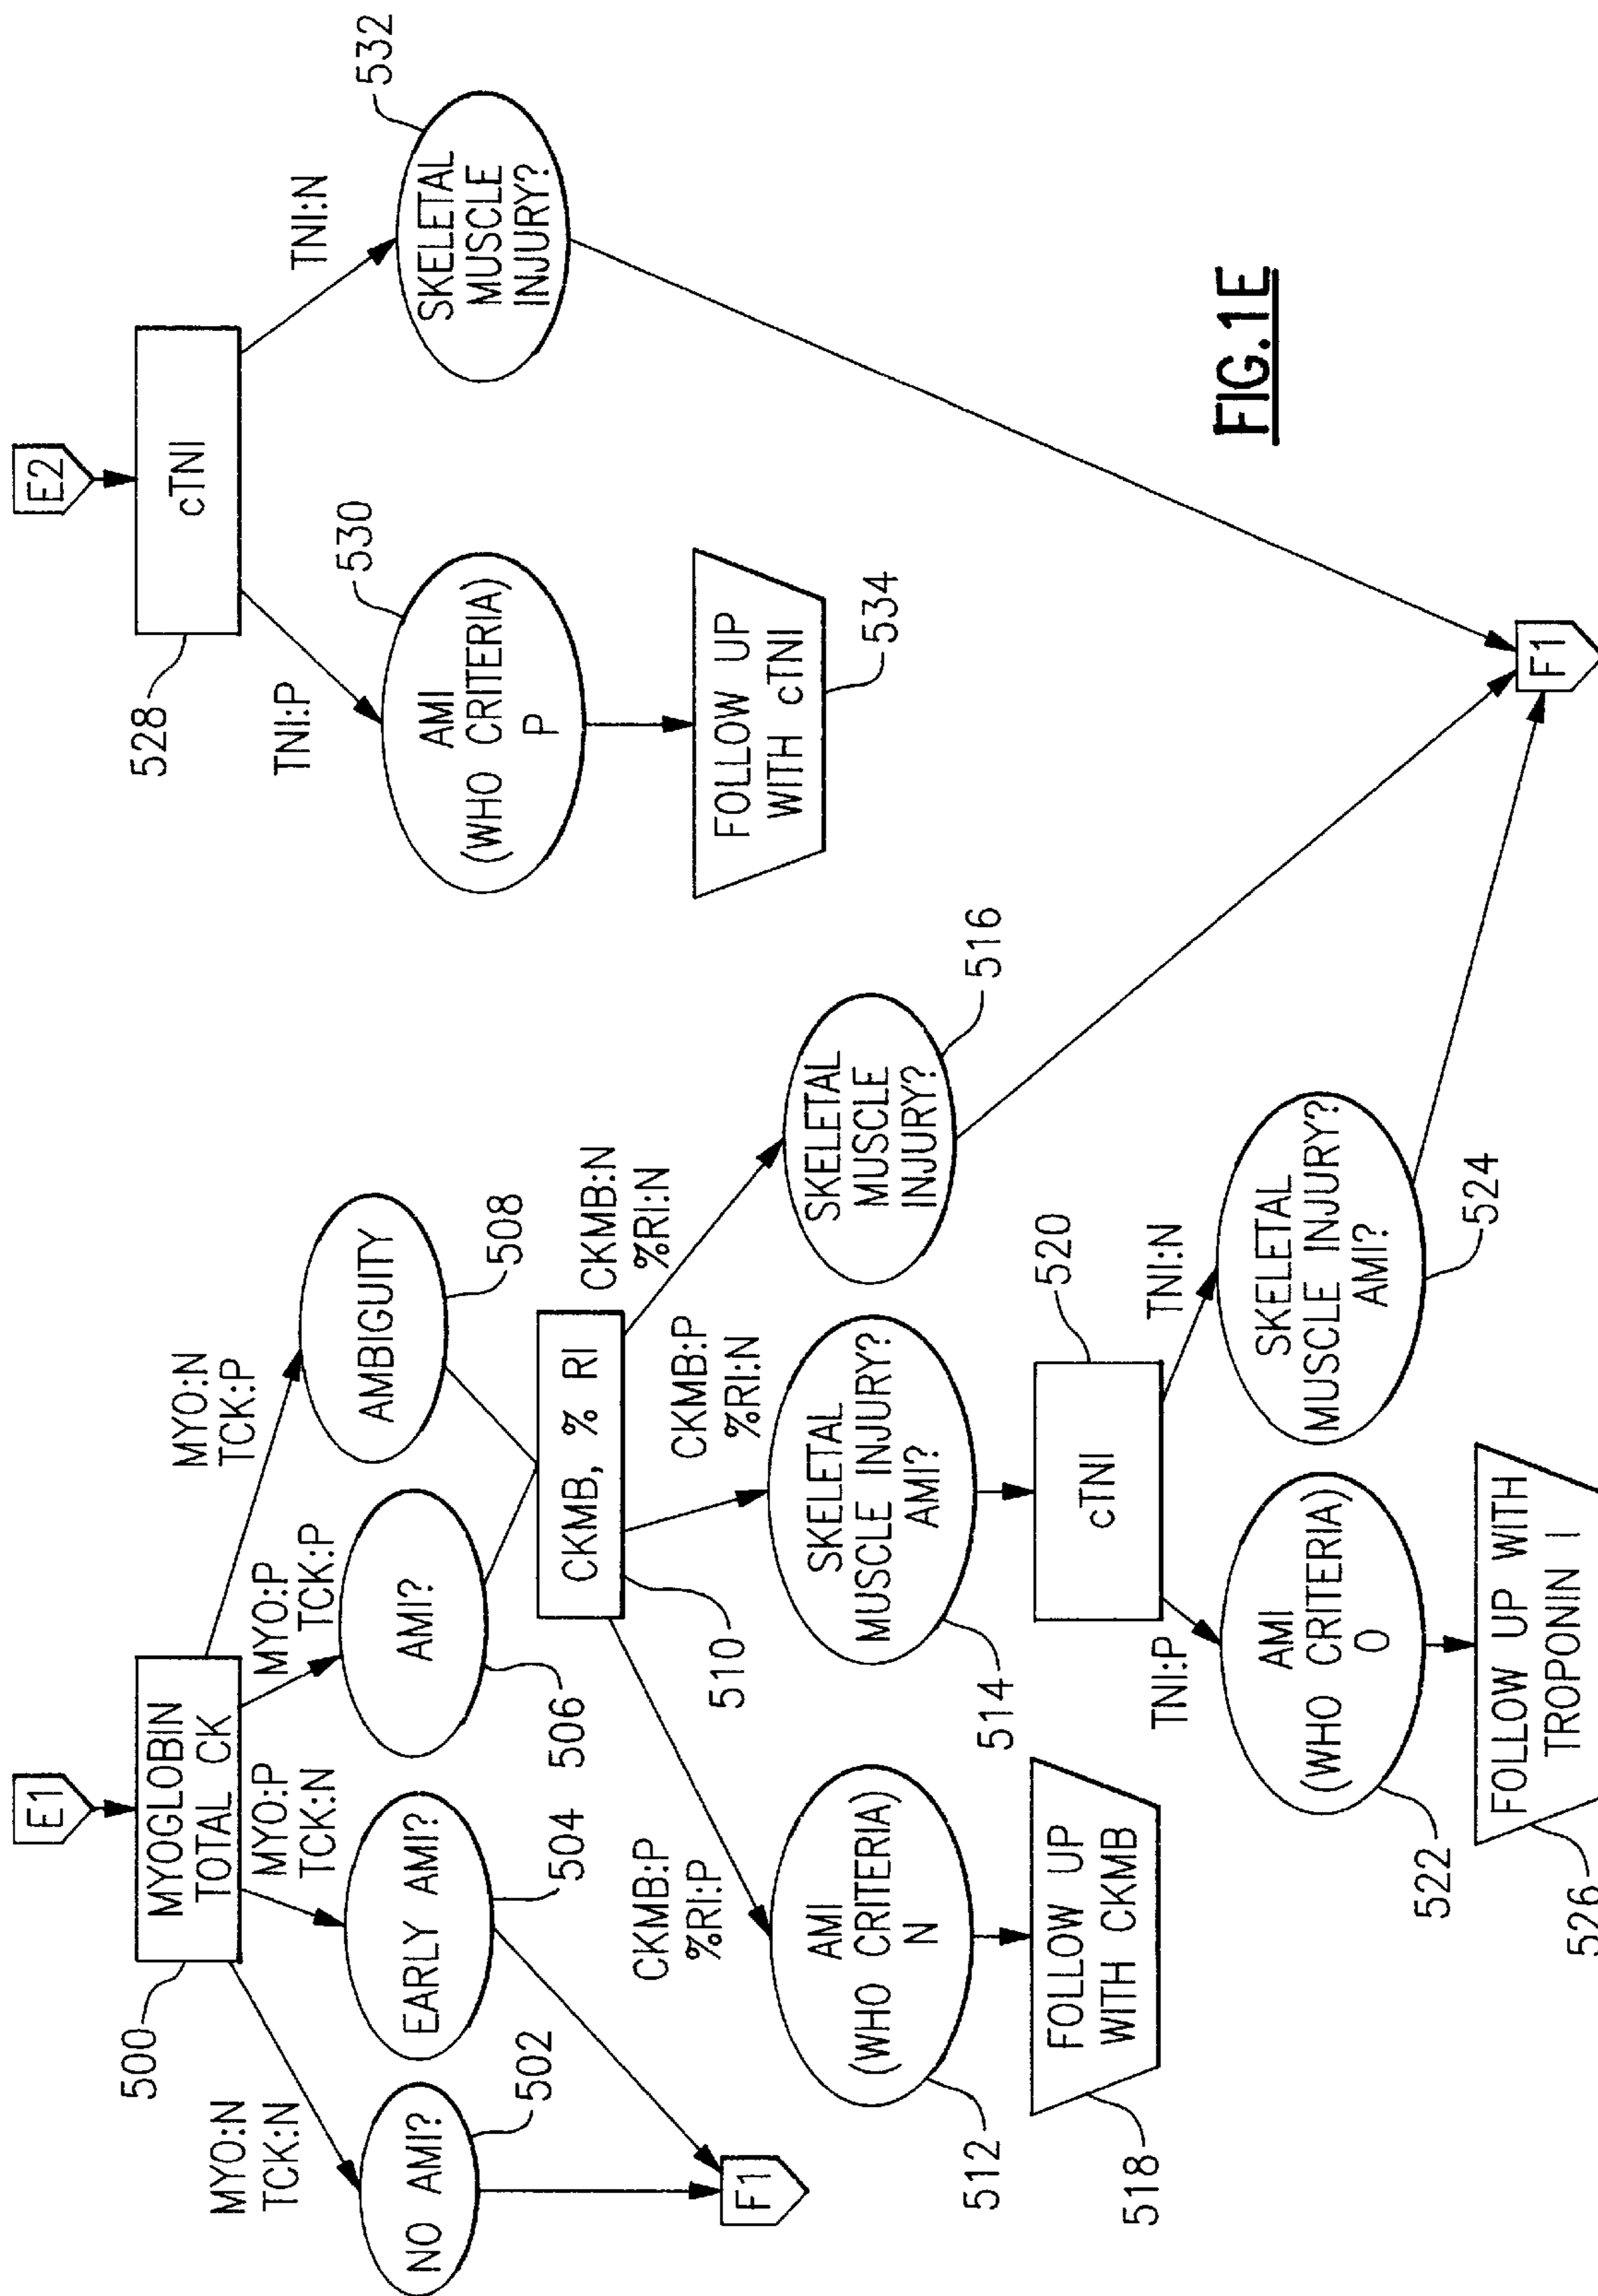 E1
500
MYOGLOBIN
TOTAL CK
MYO:N
TCK:N
MYO:P
TCK:N
MYO:P
TCK:P
MYO:N
TCK:P
NO AMI?
502
EARLY AMI?
504
AMI?
506
AMBIGUITY
508
F1
CKMB, % RI
510
CKMB:P
%RI:P
CKMB:P
%RI:N
CKMB:N
%RI:N
AMI
(WHO CRITERIA)
N
512
SKELETAL
MUSCLE INJURY?
AMI?
514
SKELETAL
MUSCLE
INJURY?
516
FOLLOW UP
WITH CKMB
518
cTNI
520
TNI:P
TNI:N
AMI
(WHO CRITERIA)
O
522
SKELETAL
MUSCLE INJURY?
AMI?
524
FOLLOW UP WITH
TROPONIN I
526
E2
cTNI
528
TNI:P
TNI:N
AMI
(WHO CRITERIA)
P
530
SKELETAL
MUSCLE
INJURY?
532
FOLLOW UP
WITH cTNI
534
F1
FIG.1E